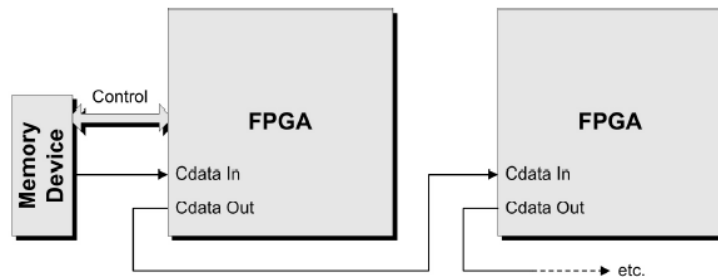 Memory
Device
Control
FPGA
Cdata In
Cdata Out
FPGA
Cdata In
Cdata Out
etc.